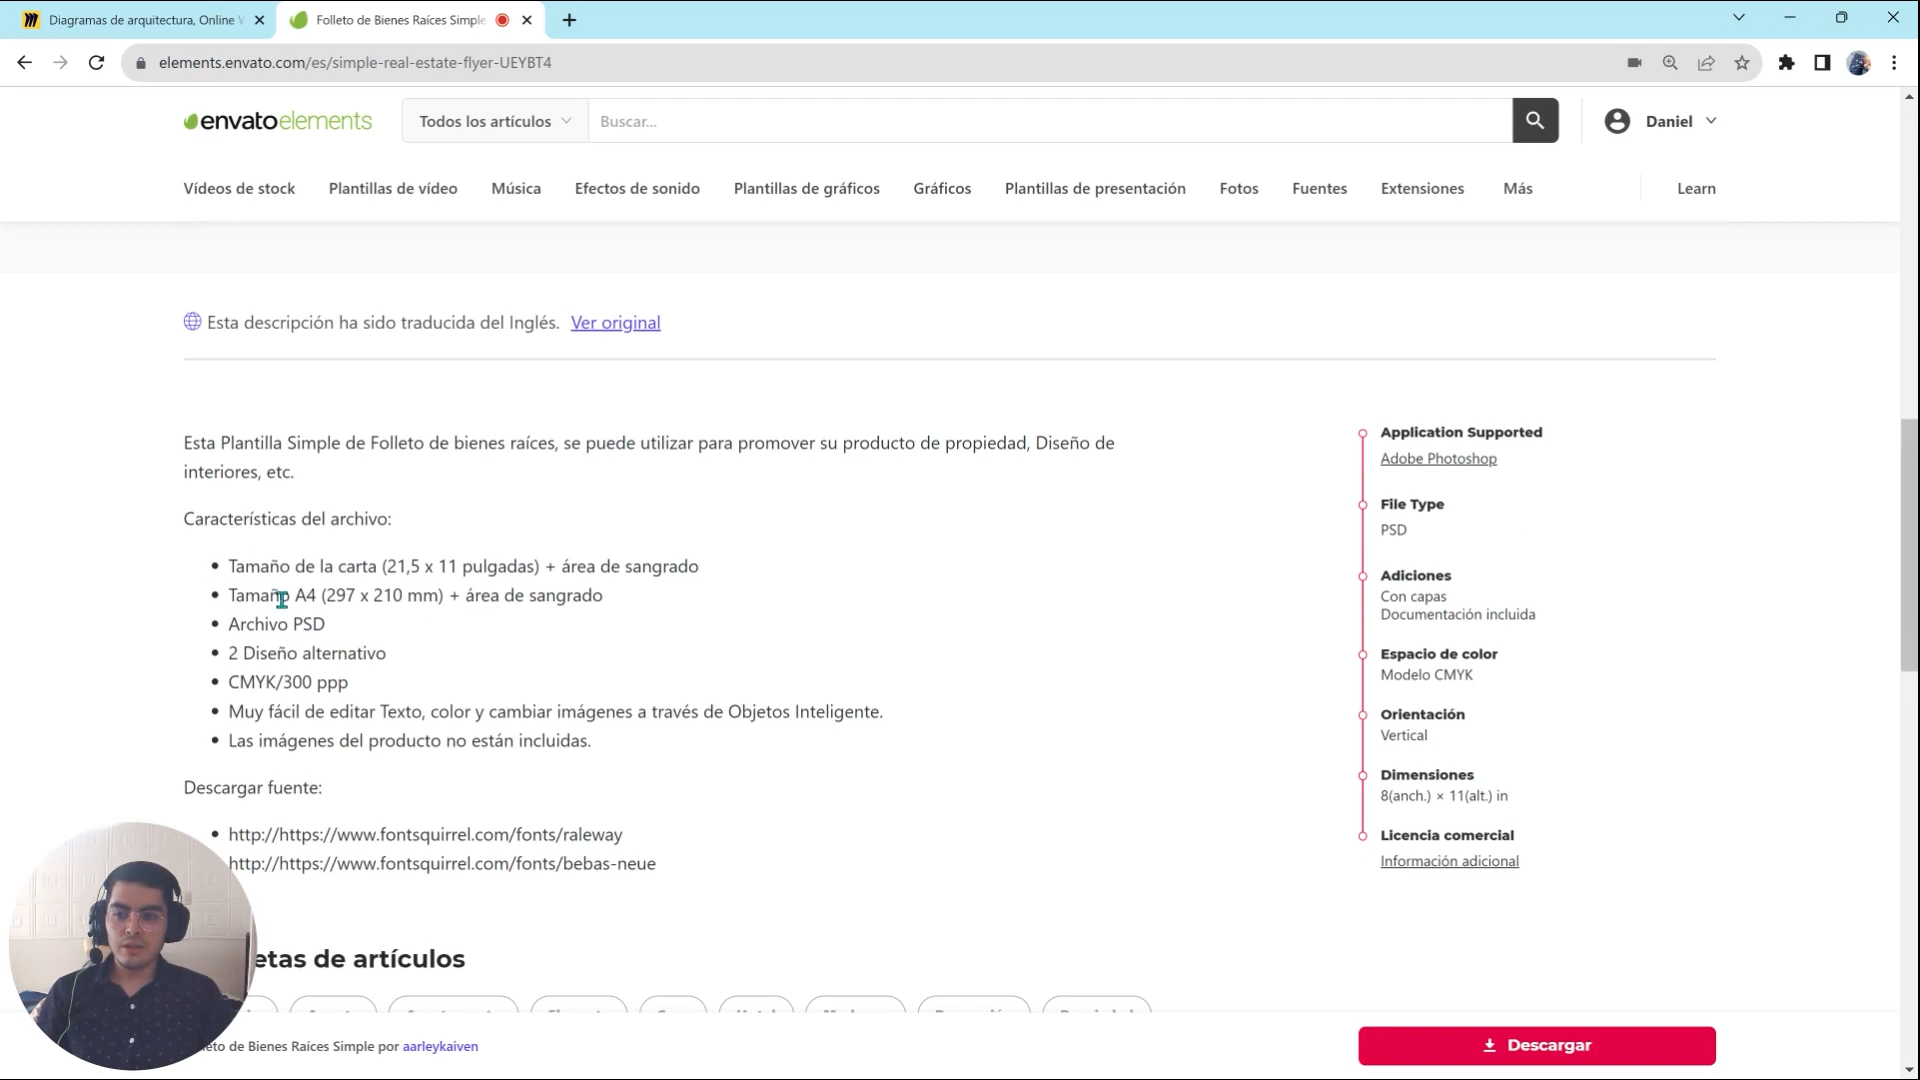 Diagramas de arquitectura, Online
Folleto de Bienes Raíces Simple
elements.envato.com/es/simple-real-estate-flyer-UEYBT4
envatoelements
Todos los artículos
Buscar...
Daniel
Vídeos de stock
Plantillas de vídeo
Música
Efectos de sonido
Plantillas de gráficos
Gráficos
Plantillas de presentación
Fotos
Fuentes
Extensiones
Más
Learn
Esta descripción ha sido traducida del Inglés. Ver original
Esta Plantilla Simple de Folleto de bienes raíces, se puede utilizar para promover su producto de propiedad, Diseño de
interiores, etc.
Características del archivo:
• Tamaño de la carta (21,5 x 11 pulgadas) + área de sangrado
• Tamaño A4 (297 x 210 mm) + área de sangrado
• Archivo PSD
• 2 Diseño alternativo
• CMYK/300 ppp
• Muy fácil de editar Texto, color y cambiar imágenes a través de Objetos Inteligente.
• Las imágenes del producto no están incluidas.
Descargar fuente:
• http://https://www.fontsquirrel.com/fonts/raleway
http://https://www.fontsquirrel.com/fonts/bebas-neue
Application Supported
Adobe Photoshop
File Type
PSD
Adiciones
Con capas
Documentación incluida
Espacio de color
Modelo CMYK
Orientación
Vertical
Dimensiones
8(anch.) × 11(alt.) in
Licencia comercial
Información adicional
etas de artículos
eto de Bienes Raíces Simple por aarleykaiven
Descargar